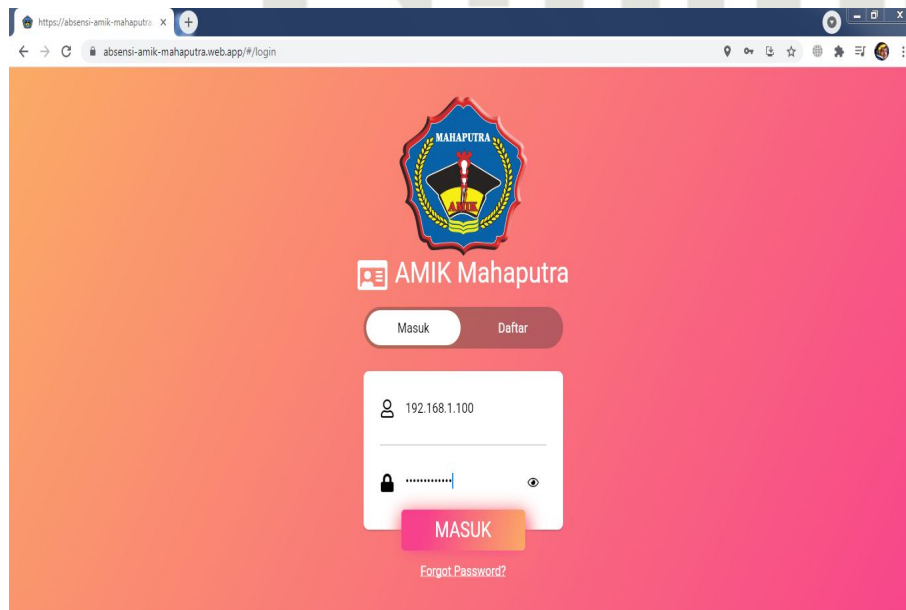 https://absensi-amik-mahaputra
absensi-amik-mahaputra.web.app/#/login
MAHAPUTRA
AMIK
AMIK Mahaputra
Masuk Daftar
192.168.1.100
•••••••••••••
MASUK
Forgot Password?